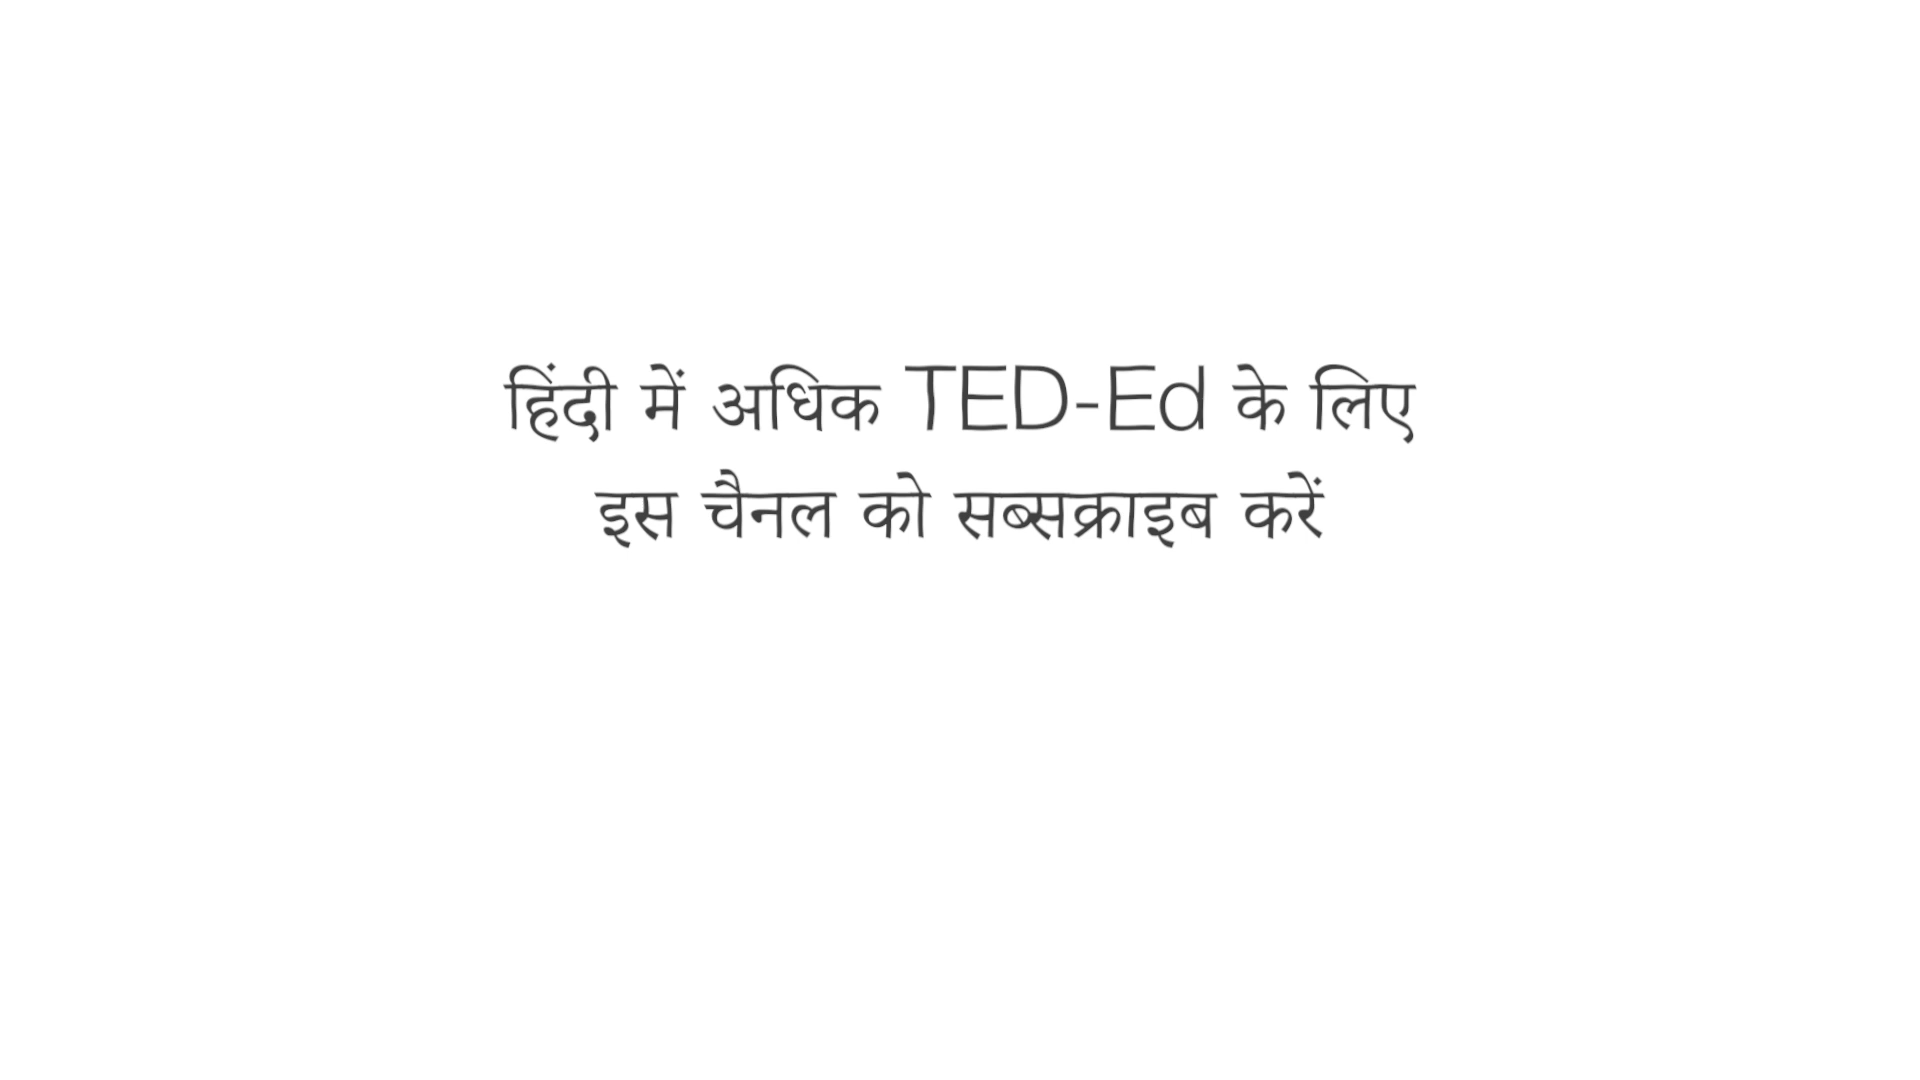 हिंदी में अधिक TED-Ed के लिए
इस चैनल को सब्सक्राइब करें